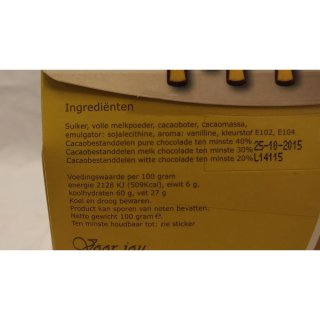 Ingrediënten
Suiker, volle melkpoeder, cacaoboter, cacaomassa,
emulgator: sojalecithine, aroma: vanilline, kleurstof E102, E104
Cacaobestanddelen pure chocolade ten minste 40%
Cacaobestanddelen melk chocolade ten minste 30% 25-10-2015
Cacaobestanddelen witte chocolade ten minste 20% L14115
Voedingswaarde per 100 gram
energie 2128 KJ (509Kcal), eiwit 6 g,
koolhydraten 60 g, vet 27 g
Koel en droog bewaren.
Product kan sporen van noten bevatten.
Netto gewicht 100 gram ℮.
Ten minste houdbaar tot: zie sticker
Voor jou